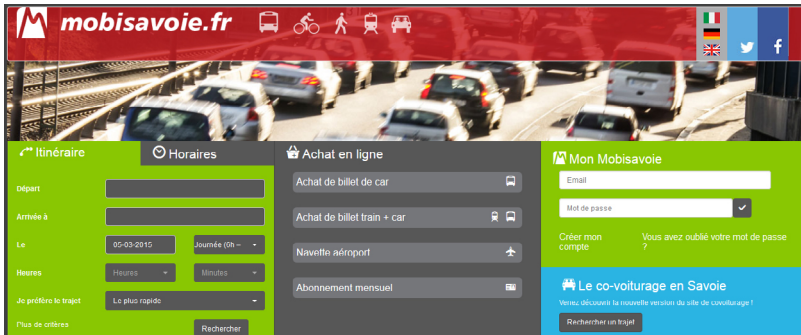 mobisavoie.fr
Itinéraire
Horaires
Départ
Arrivée à
Le
05-03-2015
Journée (6h –
Heures
Heures
Minutes
Je préfère le trajet
Le plus rapide
Plus de critères
Rechercher
Achat en ligne
Achat de billet de car
Achat de billet train + car
Navette aéroport
Abonnement mensuel
Mon Mobisavoie
Email
Mot de passe
Créer mon
compte
Vous avez oublié votre mot de passe
?
Le co-voiturage en Savoie
Venez découvrir la nouvelle version du site de covoiturage !
Rechercher un trajet